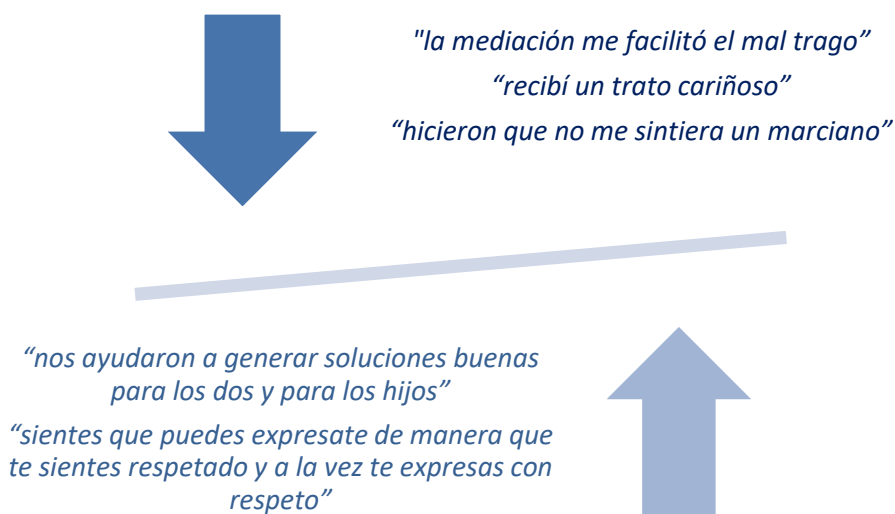 "la mediación me facilitó el mal trago”
“recibí un trato cariñoso”
“hicieron que no me sintiera un marciano”
“nos ayudaron a generar soluciones buenas
para los dos y para los hijos”
“sientes que puedes expresate de manera que
te sientes respetado y a la vez te expresas con
respeto”